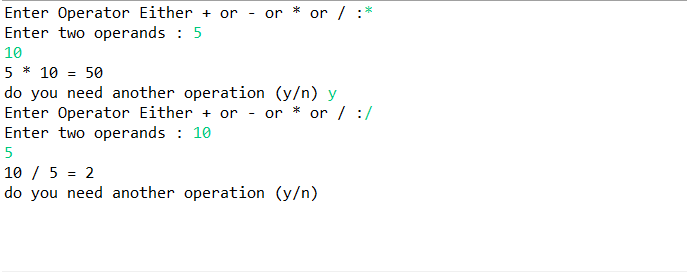 Enter Operator Either + or - or * or / :*
Enter two operands : 5
10
5 * 10 = 50
do you need another operation (y/n) y
Enter Operator Either + or - or * or / :/
Enter two operands : 10
5
10 / 5 = 2
do you need another operation (y/n)